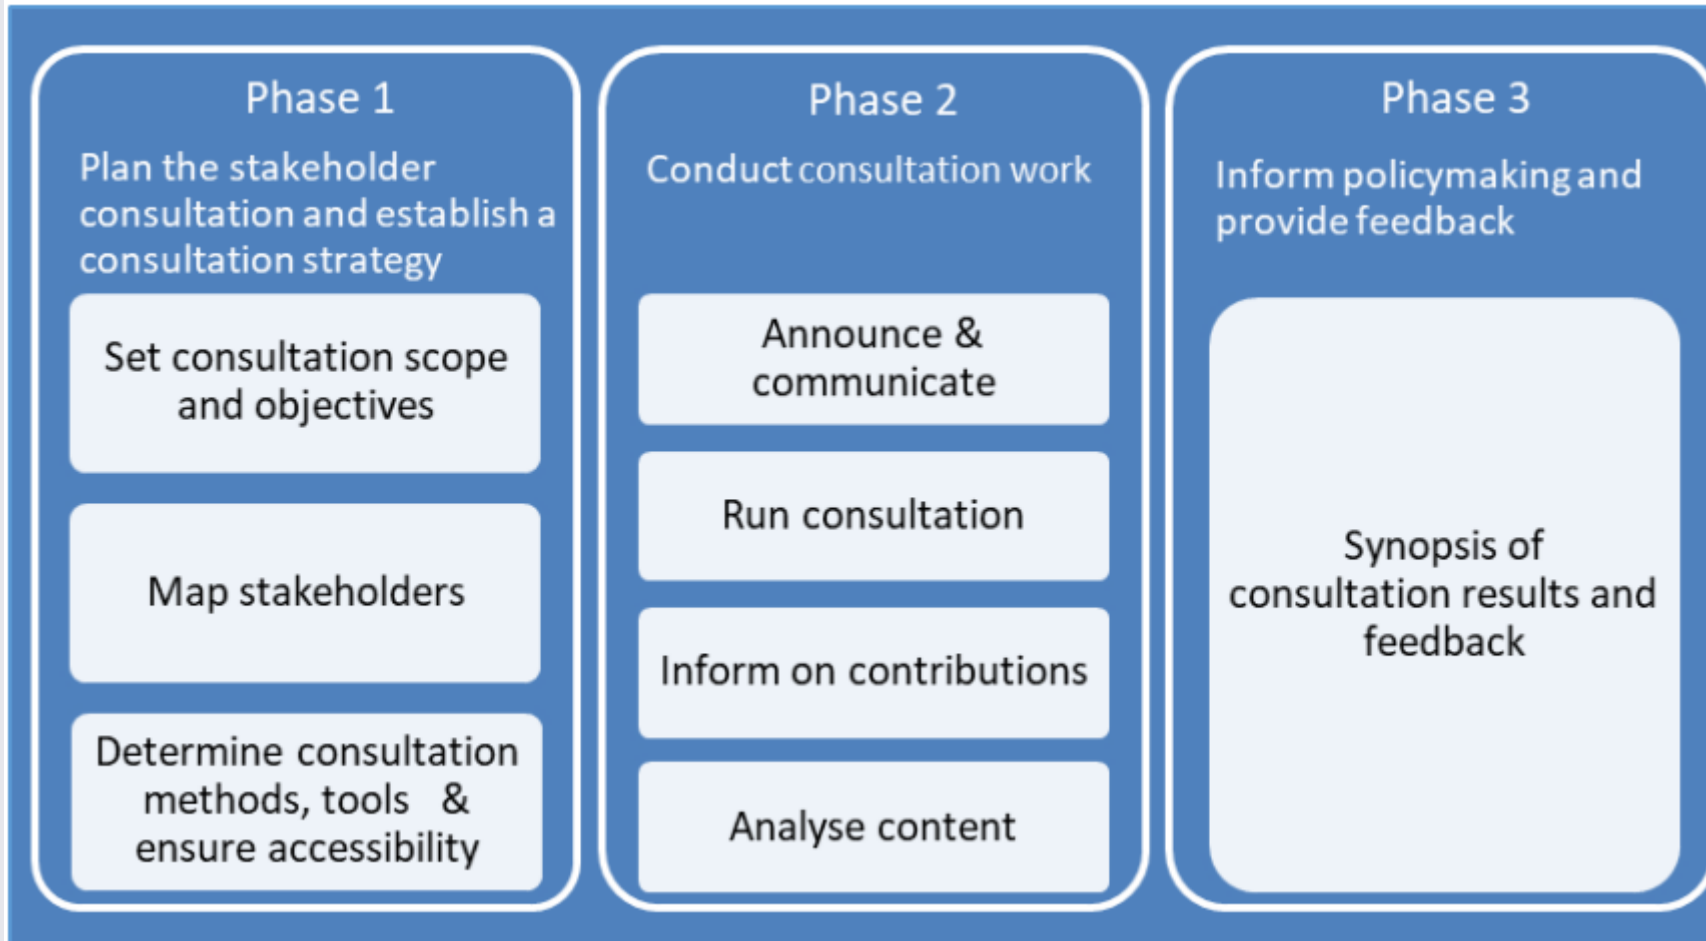 Phase 1
Plan the stakeholder
consultation and establish a
consultation strategy
Set consultation scope
and objectives
Map stakeholders
Determine consultation
methods, tools &
ensure accessibility
Phase 2
Conduct consultation work
Announce &
communicate
Run consultation
Inform on contributions
Analyse content
Phase 3
Inform policymaking and
provide feedback
Synopsis of
consultation results and
feedback